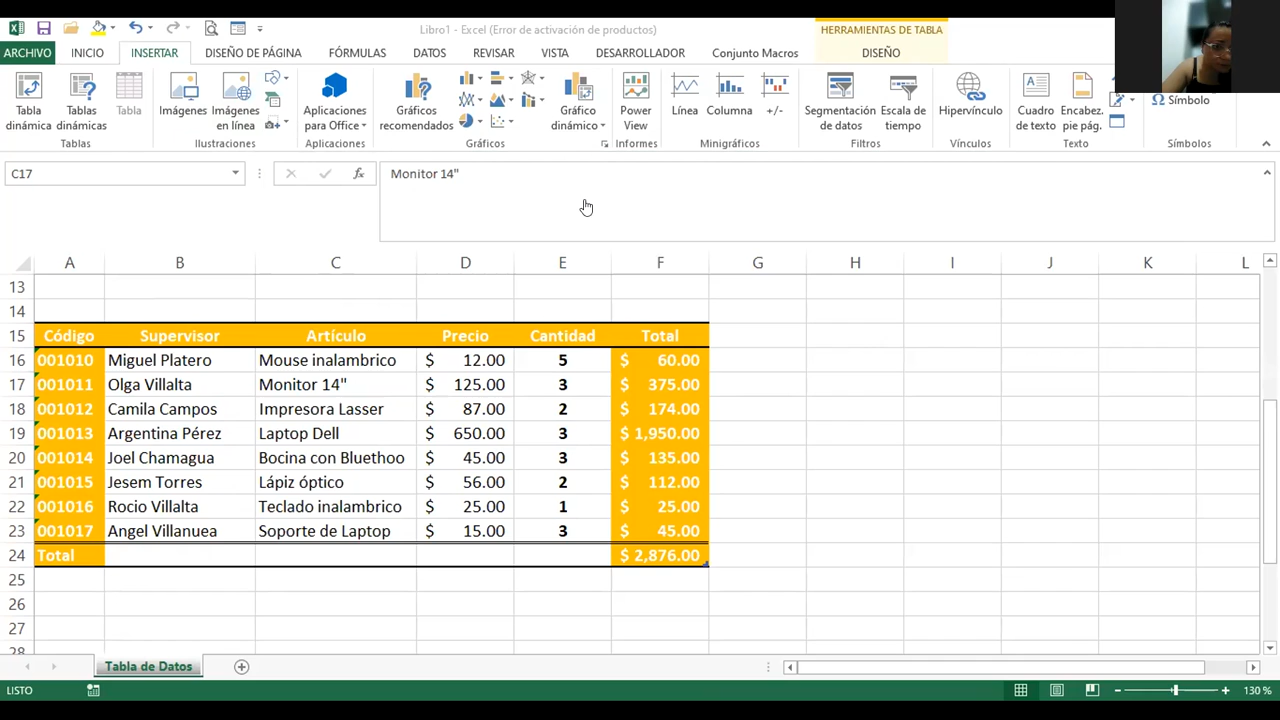 Libro1 - Excel (Error de activación de productos)
HERRAMIENTAS DE TABLA
ARCHIVO INICIO INSERTAR DISEÑO DE PÁGINA FÓRMULAS DATOS REVISAR VISTA DESARROLLADOR Conjunto Macros DISEÑO
Tabla dinámica
Tablas dinámicas
Tabla
Tablas
Imágenes
Imágenes en línea
Ilustraciones
Aplicaciones para Office
Aplicaciones
Gráficos recomendados
Gráfico dinámico
Gráficos
Power View
Informes
Línea
Columna
+/-
Minigráficos
Segmentación de datos
Escala de tiempo
Filtros
Hipervínculo
Vínculos
Cuadro de texto
Encabez. pie pág.
Texto
Ω Símbolo
Símbolos
C17 fx Monitor 14"
A B C D E F G H I J K L
13
14
15 Código Supervisor Artículo Precio Cantidad Total
16 001010 Miguel Platero Mouse inalambrico $ 12.00 5 $ 60.00
17 001011 Olga Villalta Monitor 14" $ 125.00 3 $ 375.00
18 001012 Camila Campos Impresora Lasser $ 87.00 2 $ 174.00
19 001013 Argentina Pérez Laptop Dell $ 650.00 3 $ 1,950.00
20 001014 Joel Chamagua Bocina con Bluethoo $ 45.00 3 $ 135.00
21 001015 Jesem Torres Lápiz óptico $ 56.00 2 $ 112.00
22 001016 Rocio Villalta Teclado inalambrico $ 25.00 1 $ 25.00
23 001017 Angel Villanuea Soporte de Laptop $ 15.00 3 $ 45.00
24 Total $ 2,876.00
25
26
27
28
Tabla de Datos
LISTO 130 %